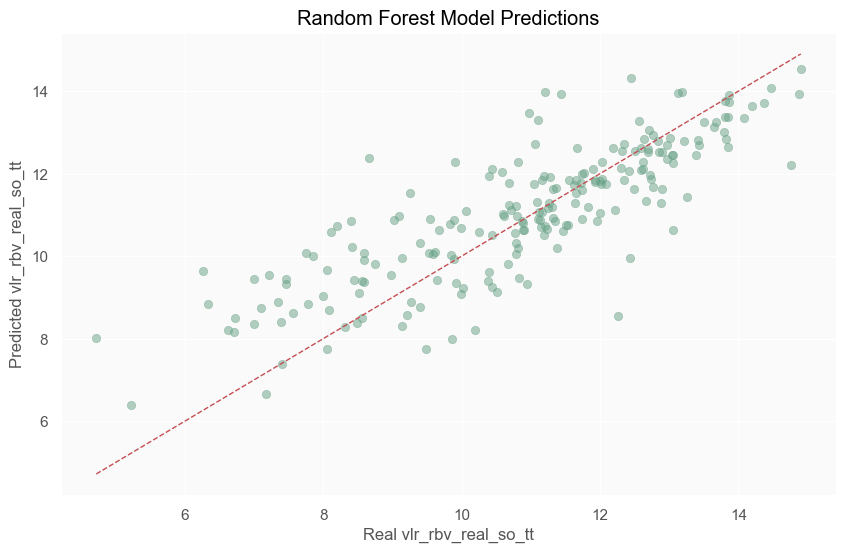 Random Forest Model Predictions
Predicted vlr_rbv_real_so_tt
14
12
10
8
6
6 8 10 12 14
Real vlr_rbv_real_so_tt